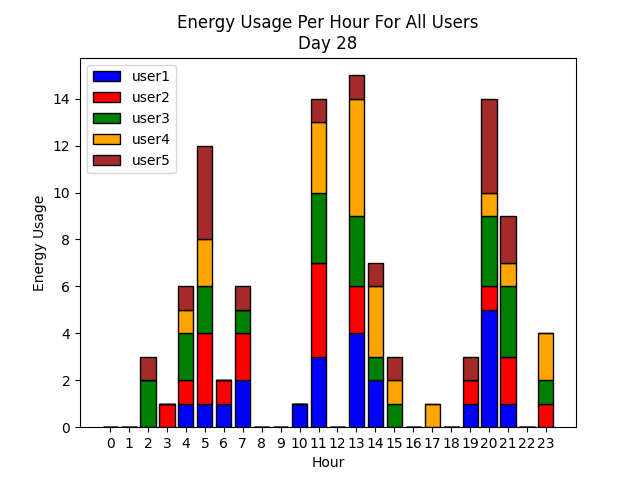 Energy Usage Per Hour For All Users
Day 28
user1
user2
user3
user4
user5
Energy Usage
14
12
10
8
6
4
2
0
0 1 2 3 4 5 6 7 8 9 10 11 12 13 14 15 16 17 18 19 20 21 22 23
Hour